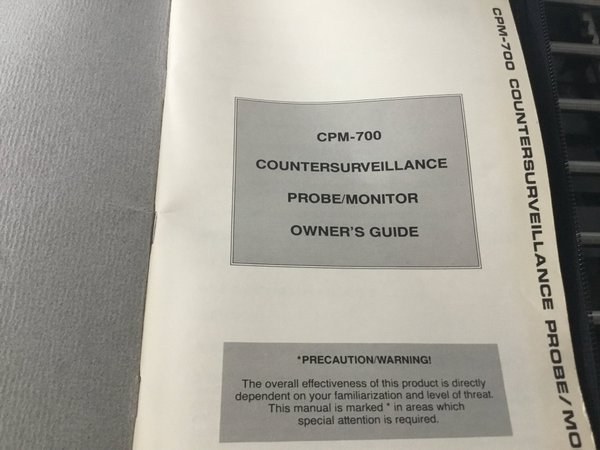 CPM-700
COUNTERSURVEILLANCE
PROBE/MONITOR
OWNER'S GUIDE
*PRECAUTION/WARNING!
The overall effectiveness of this product is directly
dependent on your familiarization and level of threat.
This manual is marked * in areas which
special attention is required.
CPM-700 COUNTERSURVEILLANCE PROBE/MO